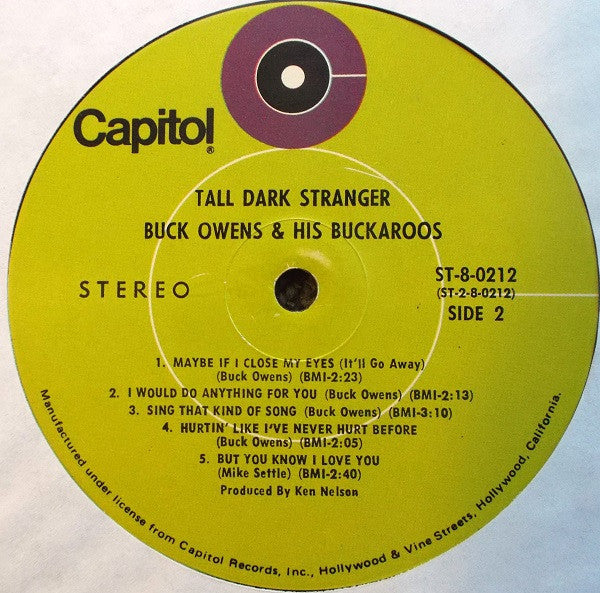 Capitol®
TALL DARK STRANGER
BUCK OWENS & HIS BUCKAROOS
STEREO
ST-8-0212
(ST-2-8-0212)
SIDE 2
1. MAYBE IF I CLOSE MY EYES (It'll Go Away)
(Buck Owens) (BMI-2:23)
2. I WOULD DO ANYTHING FOR YOU (Buck Owens) (BMI-2:13)
3. SING THAT KIND OF SONG (Buck Owens) (BMI-3:10)
4. HURTIN' LIKE I'VE NEVER HURT BEFORE
(Buck Owens) (BMI-2:05)
5. BUT YOU KNOW I LOVE YOU
(Mike Settle) (BMI-2:40)
Produced By Ken Nelson
Manufactured under license from Capitol Records, Inc., Hollywood & Vine Streets, Hollywood, California.